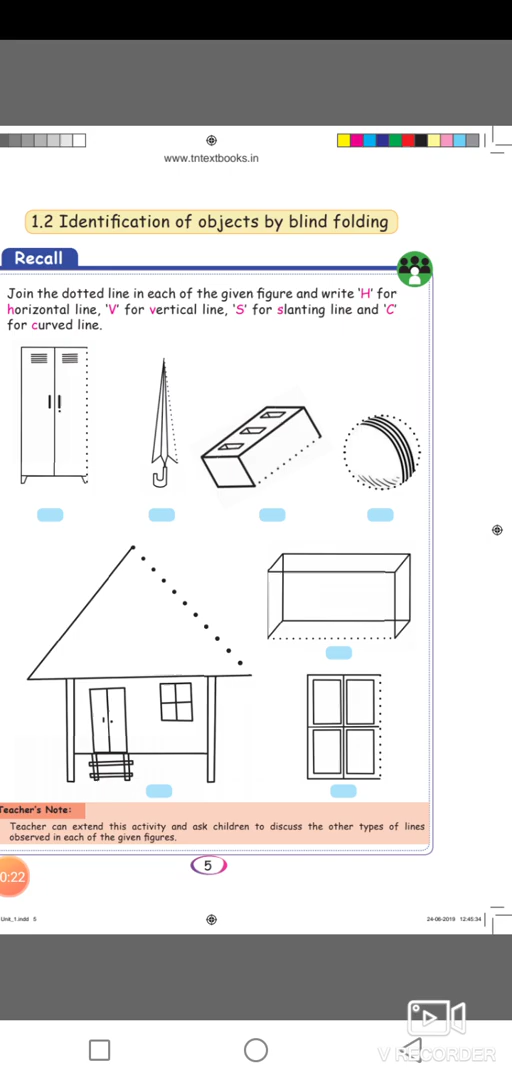 www.tntextbooks.in
1.2 Identification of objects by blind folding
Recall
Join the dotted line in each of the given figure and write 'H' for
horizontal line, 'V' for vertical line, 'S' for slanting line and 'C'
for curved line.
Teacher's Note:
Teacher can extend this activity and ask children to discuss the other types of lines
observed in each of the given figures.
0:22
5
Unit_1.indd 5
24-06-2019 12:45:34
V RECORDER